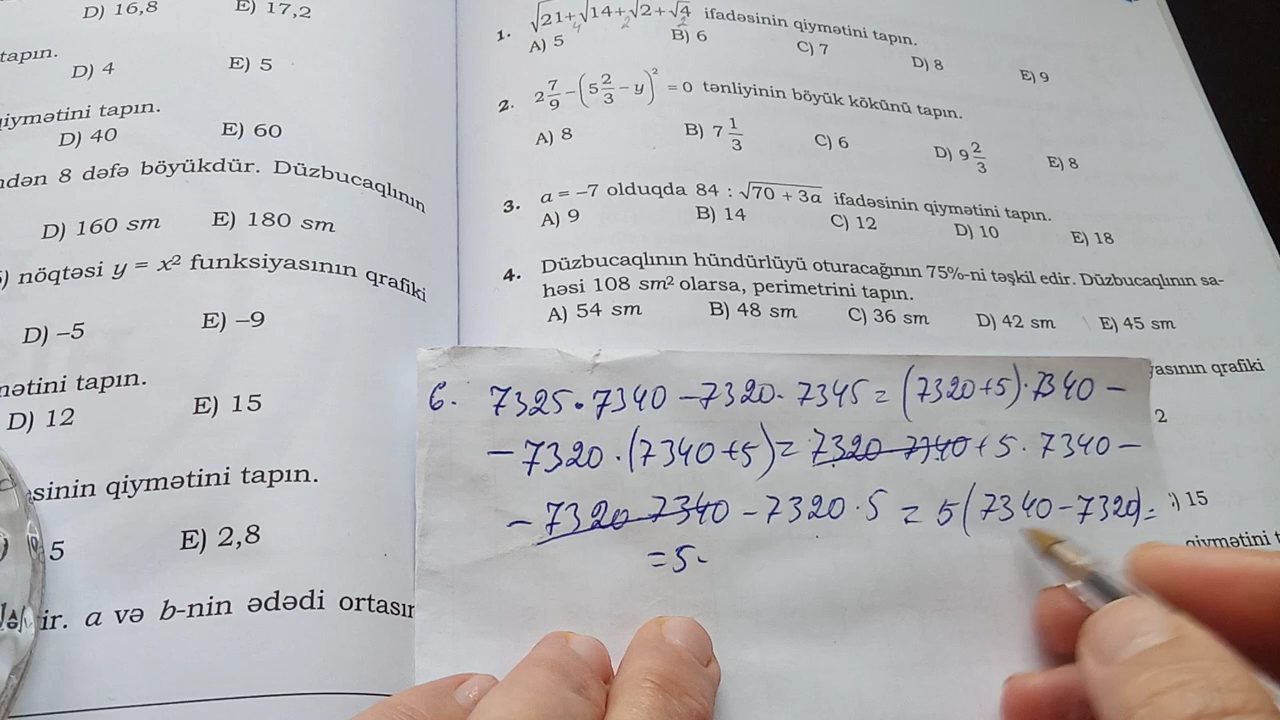 D) 16,8 E) 17,2
tapın.
D) 4 E) 5
qiymətini tapın.
D) 40 E) 60
8 dəfə böyükdür. Düzbucaqlının
D) 160 sm E) 180 sm
) nöqtəsi y = x² funksiyasının qrafiki
D) –5 E) –9
tapın.
D) 12 E) 15
qiymətini tapın.
5 E) 2,8
a və b-nin ədədi
1. √21+√14+√2+√4 ifadəsinin qiymətini tapın.
A) 5 B) 6 C) 7 D) 8 E) 9
2. 2 7/9 – (5 2/3 – y)² = 0 tənliyinin böyük kökünü tapın.
A) 8 B) 7 1/3 C) 6 D) 9 2/3 E) 8
3. a = –7 olduqda 84 : √70 + 3a ifadəsinin qiymətini tapın.
A) 9 B) 14 C) 12 D) 10 E) 18
4. Düzbucaqlının hündürlüyü oturacağının 75%-ni təşkil edir. Düzbucaqlının sa-
həsi 108 sm² olarsa, perimetrini tapın.
A) 54 sm B) 48 sm C) 36 sm D) 42 sm E) 45 sm
qrafiki
2
) 15
6. 7325·7340 –7320·7345 = (7320+5)·7340 –
– 7320·(7340+5) = 7320·7340 + 5·7340 –
– 7320·7340 – 7320·5 = 5(7340–7320) =
= 5·